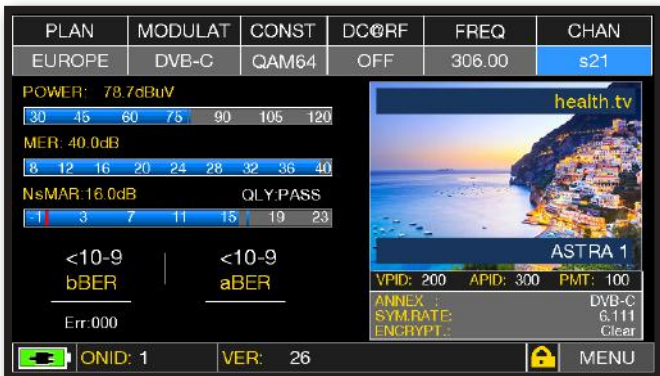 PLAN MODULAT CONST DC@RF FREQ CHAN
EUROPE DVB-C QAM64 OFF 306.00 s21
POWER: 78.7dBuV
30 45 60 75 90 105 120
MER: 40.0dB
8 12 16 20 24 28 32 36 40
NsMAR:16.0dB QLY:PASS
-1 3 7 11 15 19 23
<10-9 <10-9
bBER aBER
Err:000
health.tv
ASTRA 1
VPID: 200 APID: 300 PMT: 100
ANNEX : DVB-C
SYM.RATE: 6.111
ENCRYPT.: Clear
ONID: 1 VER: 26 MENU